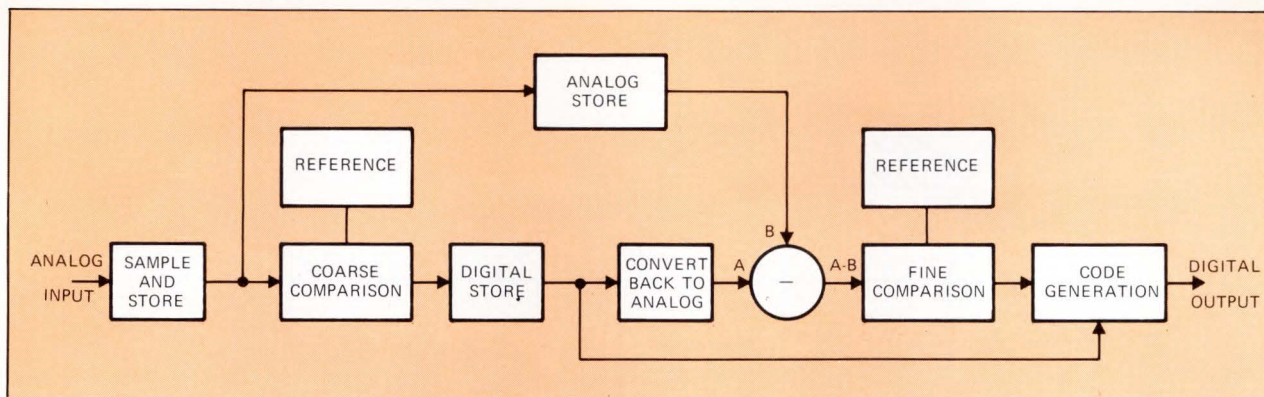 ANALOG
STORE
REFERENCE
REFERENCE
B
ANALOG
INPUT
SAMPLE
AND
STORE
COARSE
COMPARISON
DIGITAL
STORE
CONVERT
BACK TO
ANALOG
A
−
A-B
FINE
COMPARISON
CODE
GENERATION
DIGITAL
OUTPUT